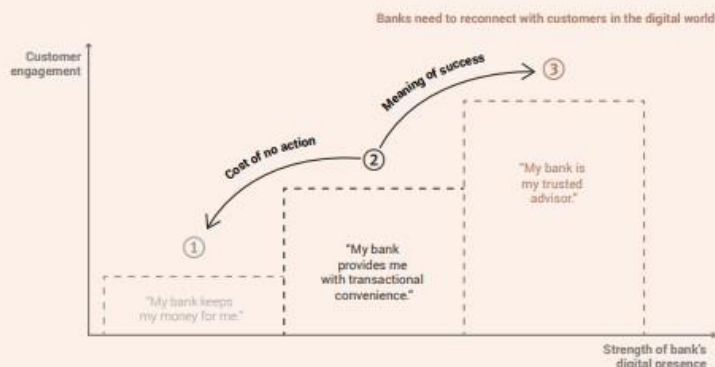 Banks need to reconnect with customers in the digital world
Customer
engagement
Meaning of success
3
Cost of no action
2
"My bank is
my trusted
advisor."
1
"My bank
provides me
with transactional
convenience."
"My bank keeps
my money for me."
Strength of bank's
digital presence